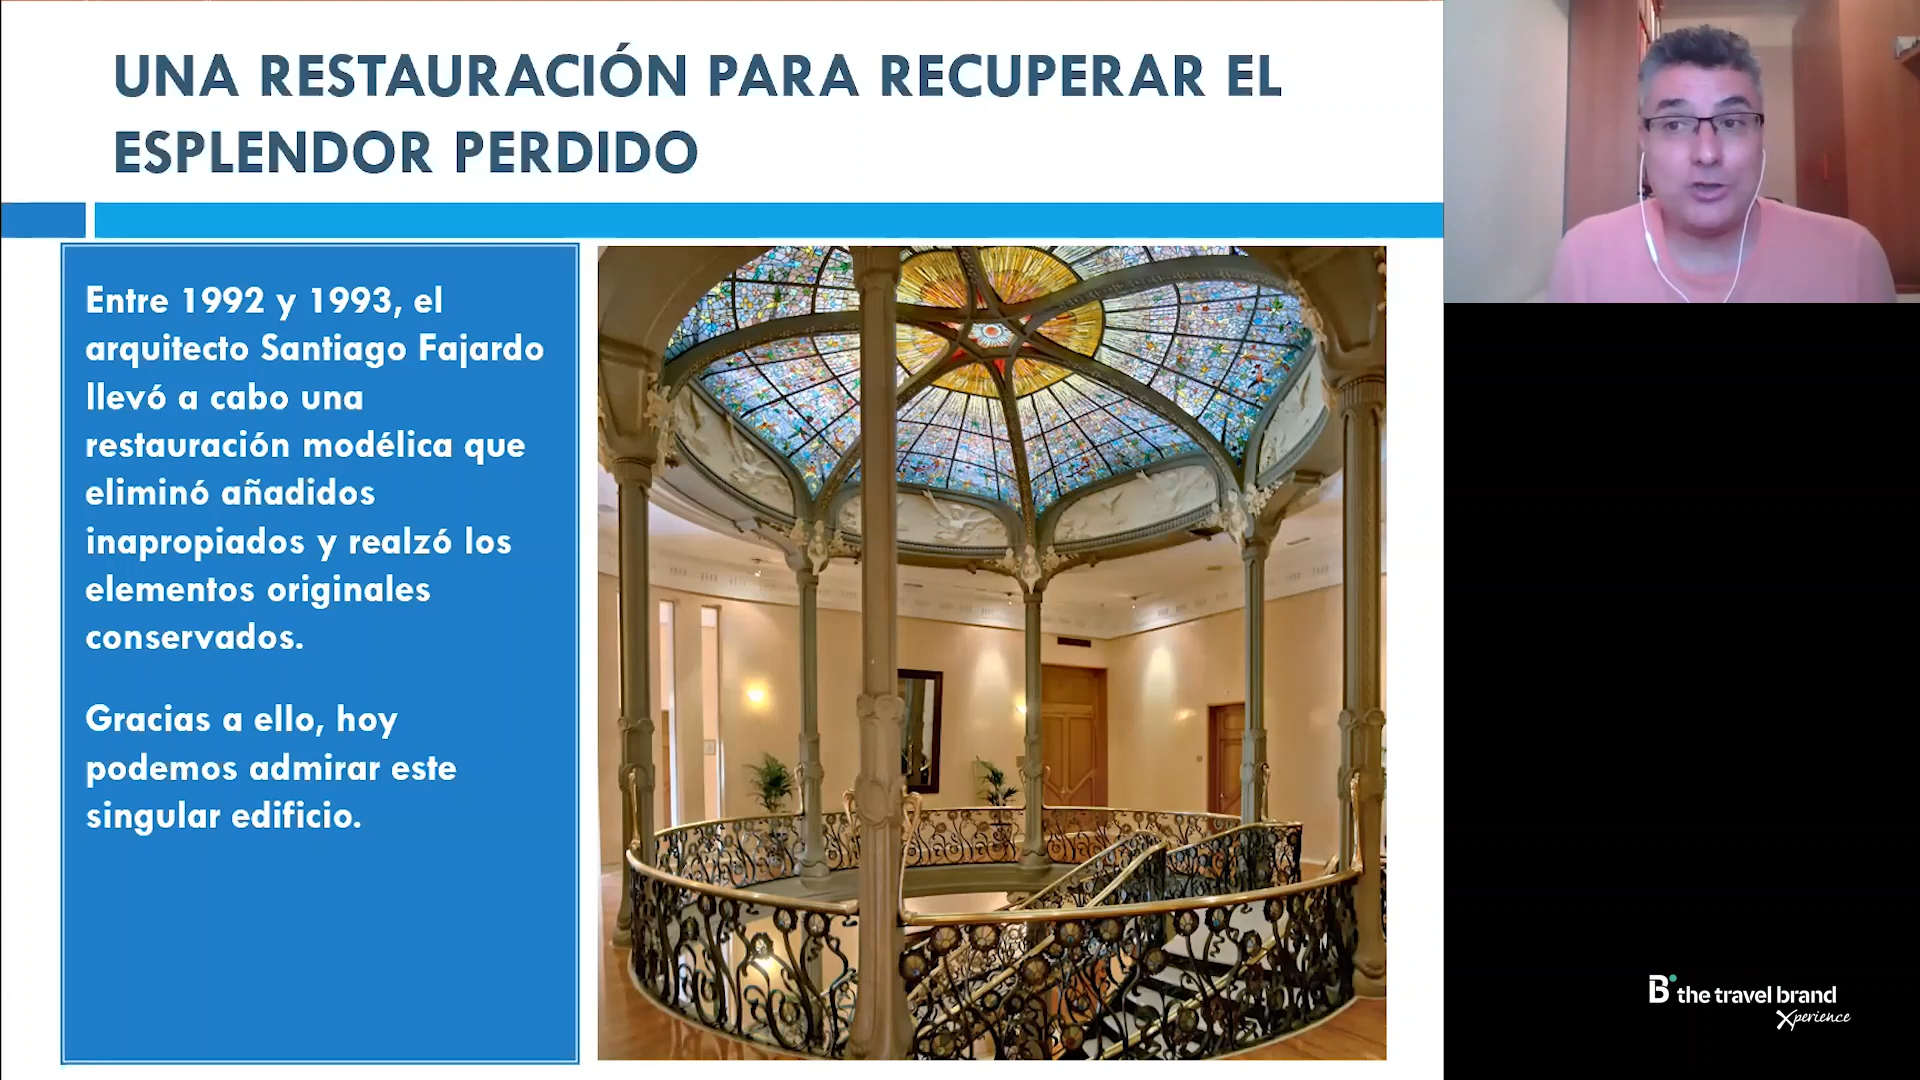 UNA RESTAURACIÓN PARA RECUPERAR EL
ESPLENDOR PERDIDO
Entre 1992 y 1993, el
arquitecto Santiago Fajardo
llevó a cabo una
restauración modélica que
eliminó añadidos
inapropiados y realzó los
elementos originales
conservados.
Gracias a ello, hoy
podemos admirar este
singular edificio.
B the travel brand
Xperience